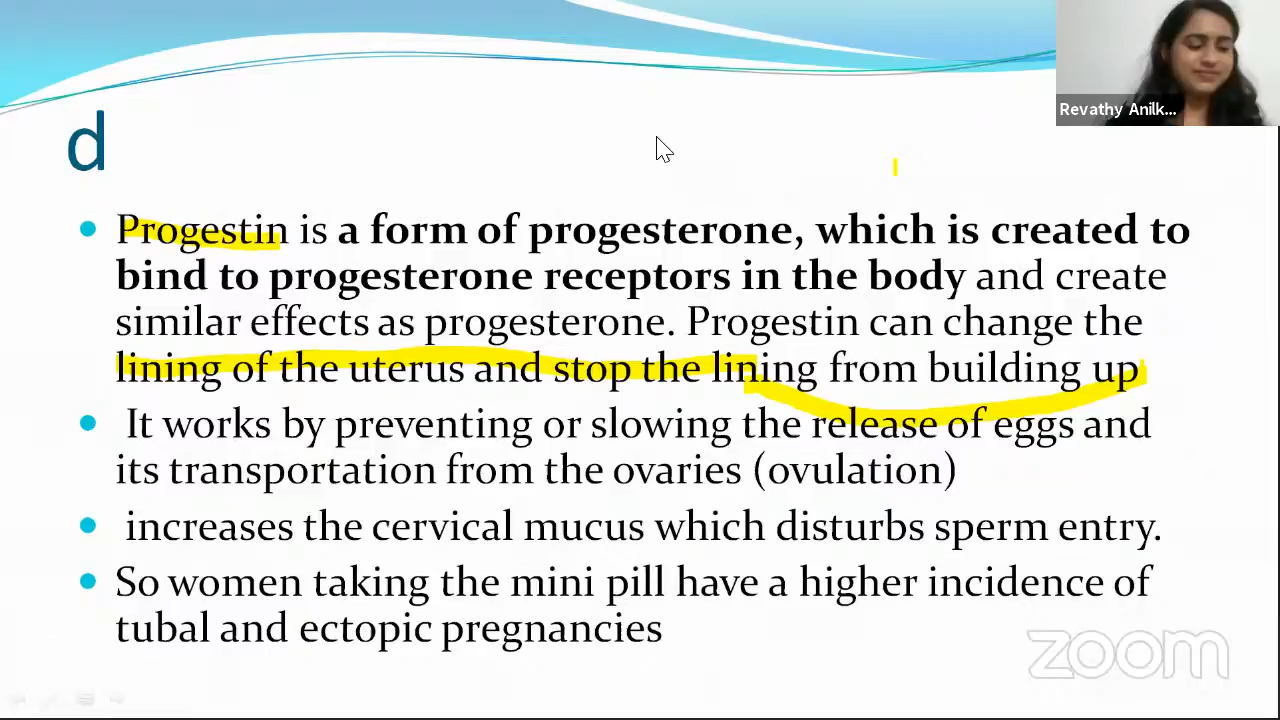 Revathy Anilk...
d
Progestin is a form of progesterone, which is created to
bind to progesterone receptors in the body and create
similar effects as progesterone. Progestin can change the
lining of the uterus and stop the lining from building up
It works by preventing or slowing the release of eggs and
its transportation from the ovaries (ovulation)
increases the cervical mucus which disturbs sperm entry.
So women taking the mini pill have a higher incidence of
tubal and ectopic pregnancies
zoom